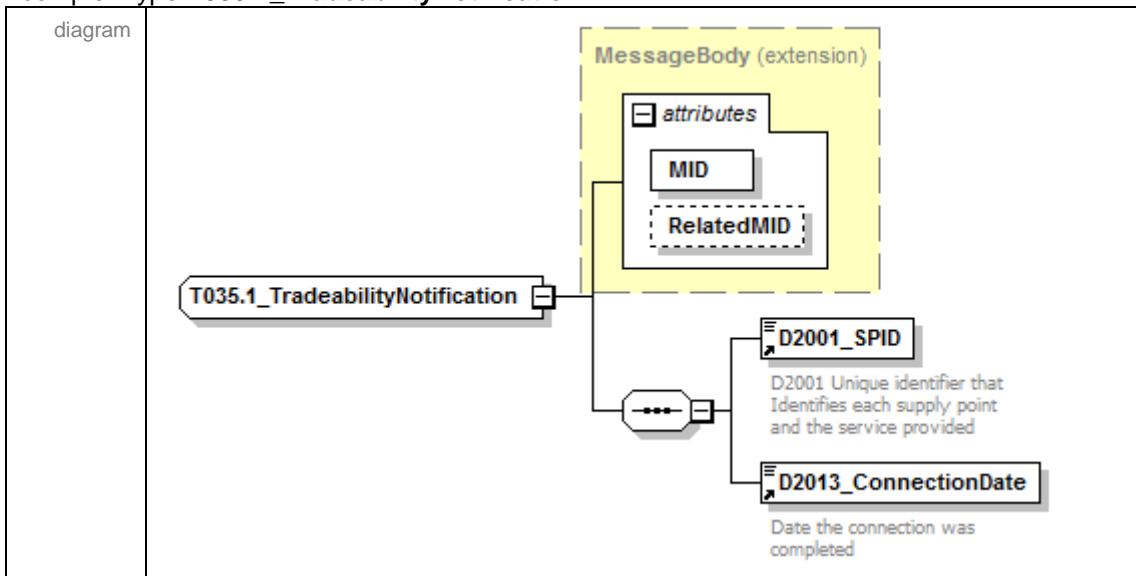 diagram
MessageBody (extension)
attributes
MID
RelatedMID
T035.1_TradeabilityNotification
D2001_SPID
D2001 Unique identifier that
Identifies each supply point
and the service provided
D2013_ConnectionDate
Date the connection was
completed